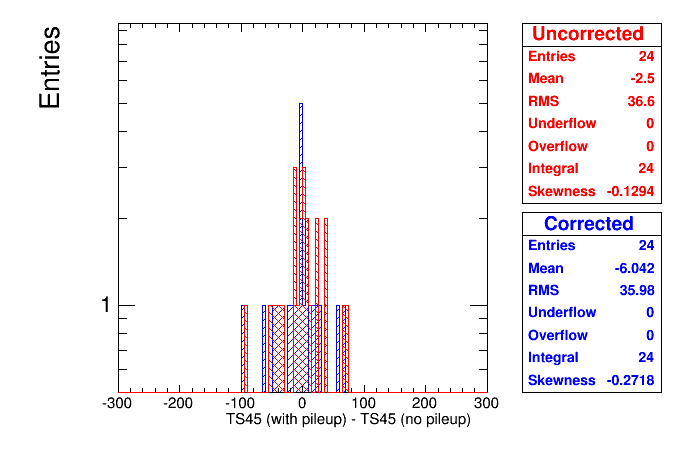 Entries
1
-300 -200 -100 0 100 200 300
TS45 (with pileup) - TS45 (no pileup)
Uncorrected
Entries 24
Mean -2.5
RMS 36.6
Underflow 0
Overflow 0
Integral 24
Skewness -0.1294
Corrected
Entries 24
Mean -6.042
RMS 35.98
Underflow 0
Overflow 0
Integral 24
Skewness -0.2718